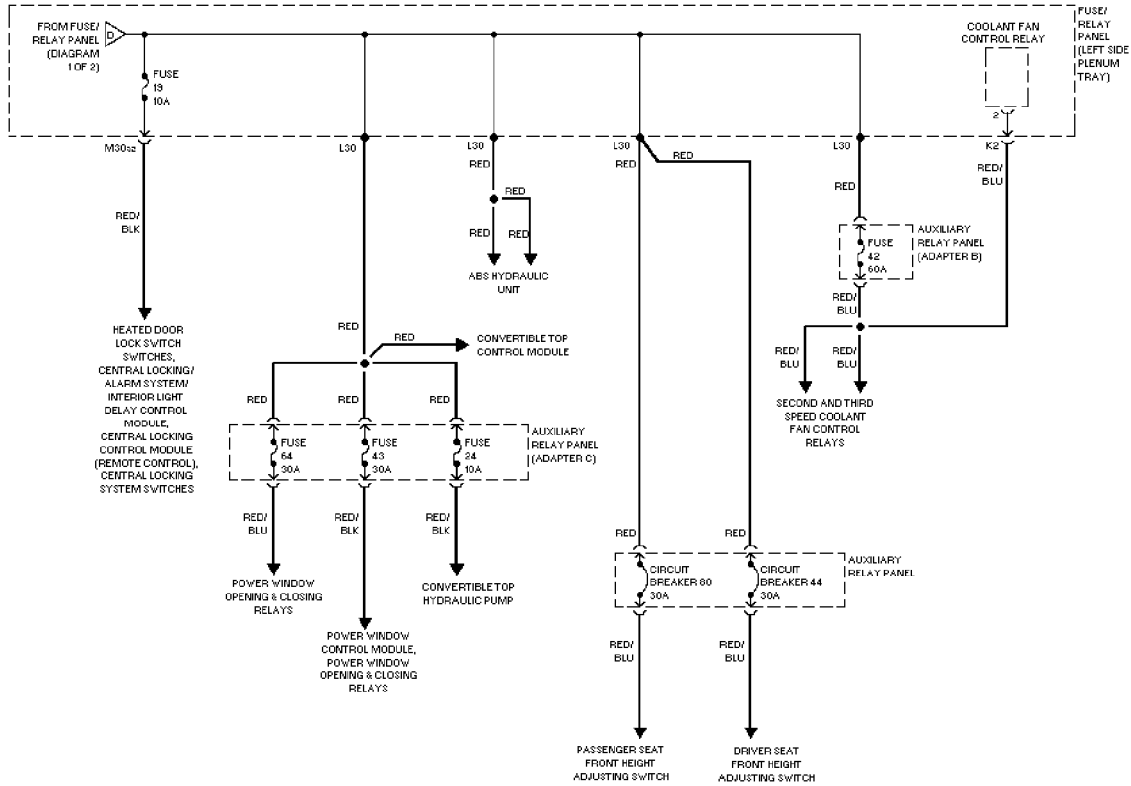 FROM FUSE/
RELAY PANEL
(DIAGRAM
1 OF 2)
D
FUSE
19
10A
COOLANT FAN
CONTROL RELAY
2
FUSE/
RELAY
PANEL
(LEFT SIDE
PLENUM
TRAY)
M30
L30
L30
L30
L30
K2
RED
RED
RED
RED/
BLU
RED
RED
RED/
BLK
RED
RED
ABS HYDRAULIC
UNIT
AUXILIARY
RELAY PANEL
(ADAPTER B)
FUSE
42
60A
RED/
BLU
HEATED DOOR
LOCK SWITCH
SWITCHES,
CENTRAL LOCKING/
ALARM SYSTEM/
INTERIOR LIGHT
DELAY CONTROL
MODULE,
CENTRAL LOCKING
CONTROL MODULE
(REMOTE CONTROL),
CENTRAL LOCKING
SYSTEM SWITCHES
RED
RED
CONVERTIBLE TOP
CONTROL MODULE
RED/
BLU
RED/
BLU
SECOND AND THIRD
SPEED COOLANT
FAN CONTROL
RELAYS
RED
RED
RED
FUSE
64
30A
FUSE
43
30A
FUSE
24
10A
AUXILIARY
RELAY PANEL
(ADAPTER C)
RED/
BLU
RED/
BLK
RED/
BLK
POWER WINDOW
OPENING & CLOSING
RELAYS
CONVERTIBLE TOP
HYDRAULIC PUMP
POWER WINDOW
CONTROL MODULE,
POWER WINDOW
OPENING & CLOSING
RELAYS
RED
RED
CIRCUIT
BREAKER 80
30A
CIRCUIT
BREAKER 44
30A
AUXILIARY
RELAY PANEL
RED/
BLU
RED/
BLU
PASSENGER SEAT
FRONT HEIGHT
ADJUSTING SWITCH
DRIVER SEAT
FRONT HEIGHT
ADJUSTING SWITCH